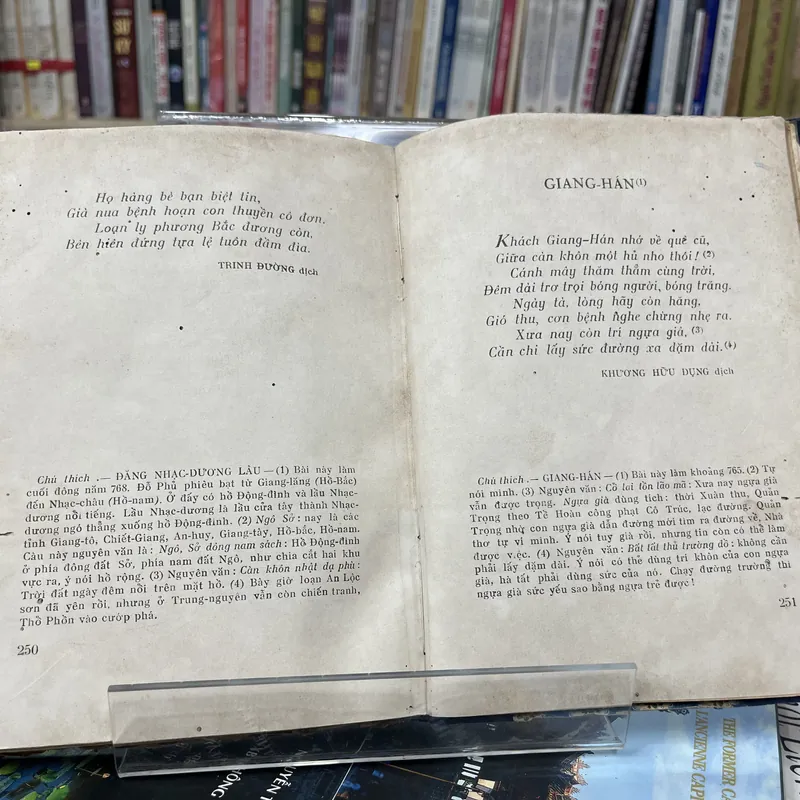 SỬ KÝ
Họ hàng bè bạn biệt tin,
Già nua bệnh hoạn con thuyền cô đơn.
Loạn ly phương Bắc đương còn,
Bên hiên đứng tựa lệ luôn đầm đìa.
TRINH ĐƯỜNG dịch
Chú thích.— ĐĂNG NHẠC-DƯƠNG LÂU — (1) Bài này làm
cuối đông năm 768. Đỗ Phủ phiêu bạt từ Giang-lăng (Hồ-Bắc)
đến Nhạc-châu (Hồ-nam). Ở đấy có hồ Động-đình và lầu Nhạc-
dương nổi tiếng. Lầu Nhạc-dương là lầu cửa tây thành Nhạc-
dương ngó thẳng xuống hồ Động-đình. (2) Ngô Sở: nay là các
tỉnh Giang-tô, Chiết-Giang, An-huy, Giang-tây, Hồ-bắc, Hồ-nam.
Câu này nguyên văn là: Ngô, Sở đông nam sách: Hồ Động-đình
ở phía đông đất Sở, phía nam đất Ngô, như chia cắt hai khu
vực ra, ý nói hồ rộng. (3) Nguyên văn: Càn khôn nhật dạ phù:
Trời đất ngày đêm nổi trên mặt hồ. (4) Bây giờ loạn An Lộc
sơn đã yên rồi, nhưng ở Trung-nguyên vẫn còn chiến tranh,
Thổ Phồn vào cướp phá.
250
GIANG-HÁN (1)
Khách Giang-Hán nhớ về quê cũ,
Giữa càn khôn một hủ nho thôi! (2)
Cánh mây thăm thẳm cùng trời,
Đêm dài trơ trọi bóng người, bóng trăng.
Ngày tà, lòng hãy còn hăng,
Gió thu, cơn bệnh nghe chừng nhẹ ra.
Xưa nay còn trí ngựa già, (3)
Cần chi lấy sức đường xa dặm dài. (4)
KHƯƠNG HỮU DỤNG dịch
Chú thích.— GIANG-HÁN — (1) Bài này làm khoảng 765. (2) Tự
nói mình. (3) Nguyên văn: Cổ lai tồn lão mã: Xưa nay ngựa già
vẫn được trọng. Ngựa già dùng tích: thời Xuân thu, Quản
Trọng theo Tề Hoàn công phạt Cô Trúc, lạc đường. Quản
Trọng nhờ con ngựa già dẫn đường mới tìm ra đường về. Nhà
thơ tự ví mình. Ý nói tuy già rồi, nhưng tin còn có thể làm
được việc. (4) Nguyên văn: Bất tất thủ trường đồ: không cần
phải lấy dặm dài. Ý nói có thể dùng trí khôn của con ngựa
già, hà tất phải dùng sức của nó. Chạy đường trường thì
ngựa già sức yếu sao bằng ngựa trẻ được!
251
THE FORMER
L'ANCIENNE CAP